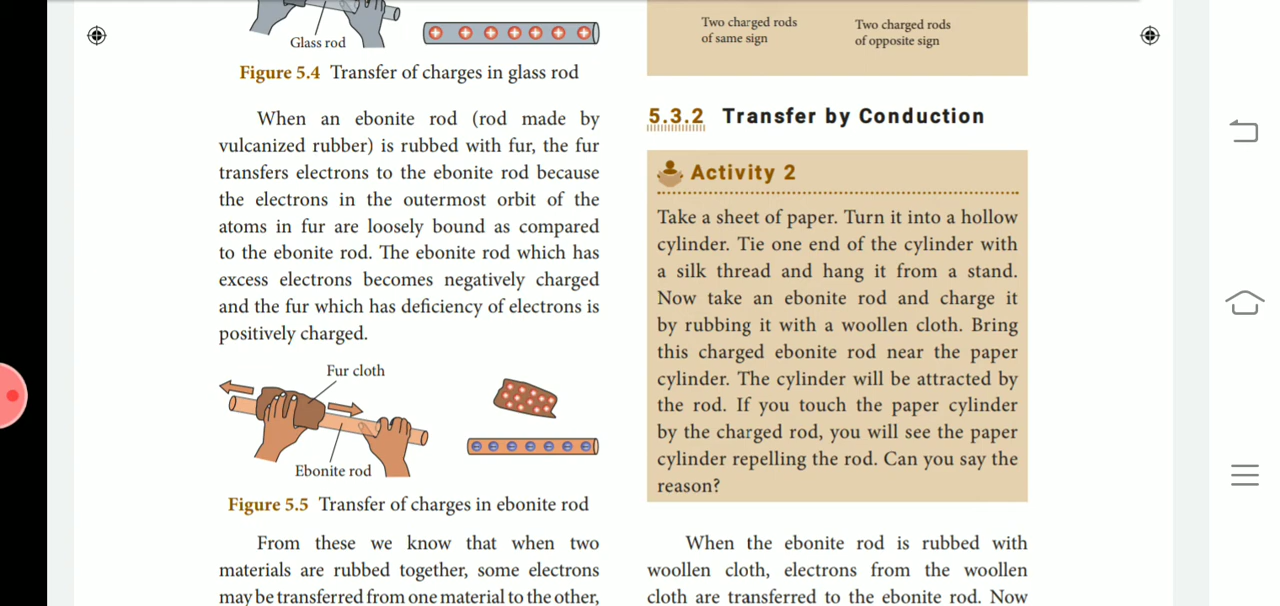 Glass rod
Figure 5.4 Transfer of charges in glass rod
When an ebonite rod (rod made by
vulcanized rubber) is rubbed with fur, the fur
transfers electrons to the ebonite rod because
the electrons in the outermost orbit of the
atoms in fur are loosely bound as compared
to the ebonite rod. The ebonite rod which has
excess electrons becomes negatively charged
and the fur which has deficiency of electrons is
positively charged.
Fur cloth
Ebonite rod
Figure 5.5 Transfer of charges in ebonite rod
From these we know that when two
materials are rubbed together, some electrons
may be transferred from one material to the other,
Two charged rods
of same sign
Two charged rods
of opposite sign
5.3.2 Transfer by Conduction
Activity 2
Take a sheet of paper. Turn it into a hollow
cylinder. Tie one end of the cylinder with
a silk thread and hang it from a stand.
Now take an ebonite rod and charge it
by rubbing it with a woollen cloth. Bring
this charged ebonite rod near the paper
cylinder. The cylinder will be attracted by
the rod. If you touch the paper cylinder
by the charged rod, you will see the paper
cylinder repelling the rod. Can you say the
reason?
When the ebonite rod is rubbed with
woollen cloth, electrons from the woollen
cloth are transferred to the ebonite rod. Now